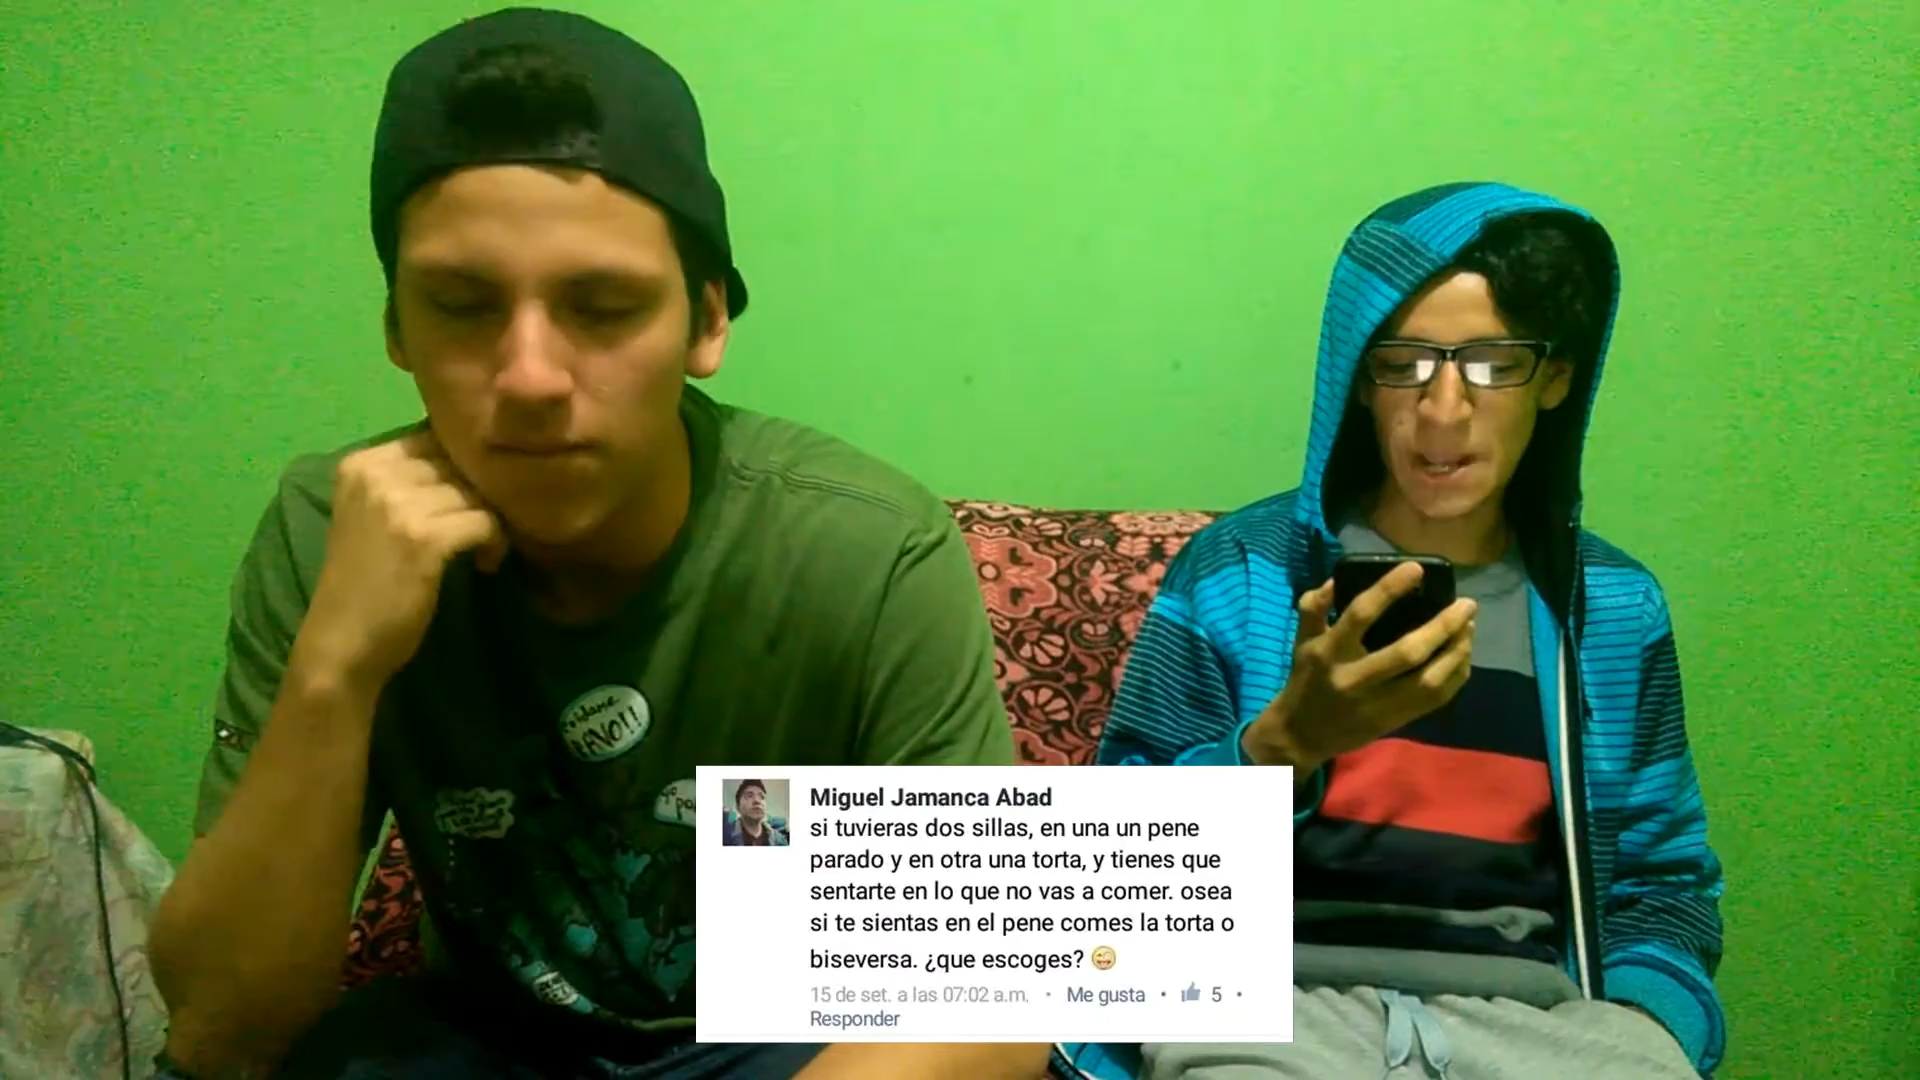 Miguel Jamanca Abad
si tuvieras dos sillas, en una un pene
parado y en otra una torta, y tienes que
sentarte en lo que no vas a comer. osea
si te sientas en el pene comes la torta o
biseversa. ¿que escoges? 😜
15 de set. a las 07:02 a.m. · Me gusta · 5 ·
Responder